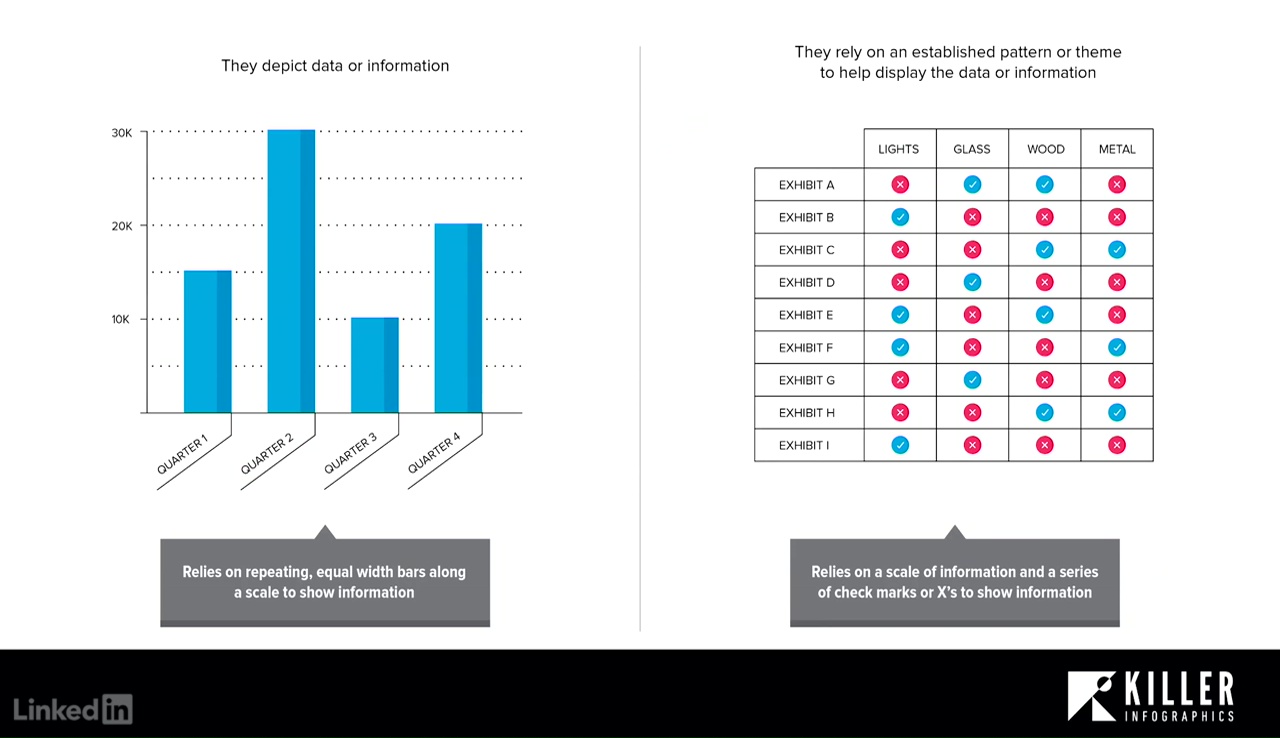 They depict data or information
30K
20K
10K
QUARTER 1
QUARTER 2
QUARTER 3
QUARTER 4
Relies on repeating, equal width bars along
a scale to show information
They rely on an established pattern or theme
to help display the data or information
LIGHTS GLASS WOOD METAL
EXHIBIT A
EXHIBIT B
EXHIBIT C
EXHIBIT D
EXHIBIT E
EXHIBIT F
EXHIBIT G
EXHIBIT H
EXHIBIT I
Relies on a scale of information and a series
of check marks or X's to show information
Linked in
KILLER
INFOGRAPHICS